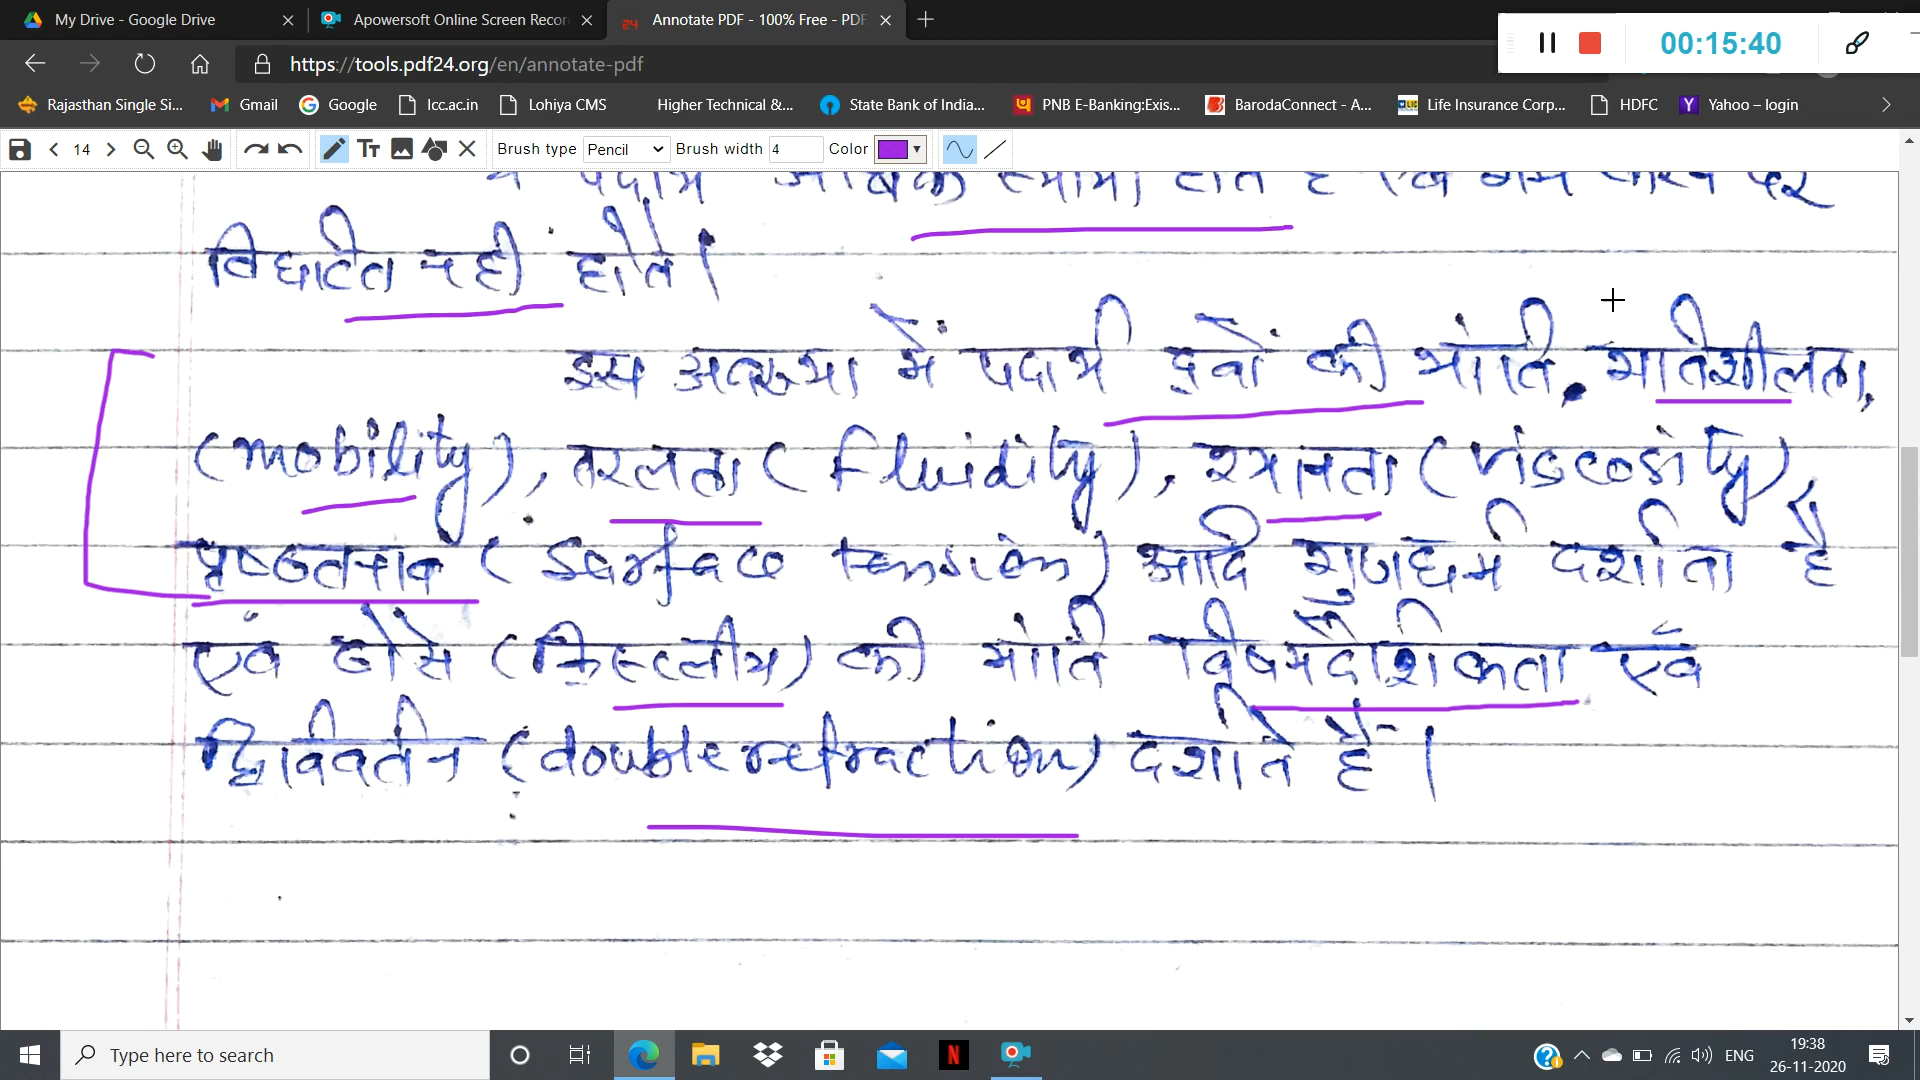 My Drive - Google Drive
Apowersoft Online Screen Recor
Annotate PDF - 100% Free - PDF
00:15:40
https://tools.pdf24.org/en/annotate-pdf
Rajasthan Single Si... Gmail Google lcc.ac.in Lohiya CMS Higher Technical &... State Bank of India... PNB E-Banking:Exis... BarodaConnect - A... Life Insurance Corp... HDFC Yahoo – login
14 Brush type Pencil Brush width 4 Color
विघटित नही होते।
इस अवस्था में पदार्थ द्रवों की भांति गतिशीलता,
(mobility), तरलता (fluidity), श्यानता (viscosity),
पृष्ठतनाव (Surface tension) आदि गुणधर्म दर्शाता है
एवं ठोस (क्रिस्टलीय) की भांति विषमदैशिकता एवं
द्विविवर्तन (double refraction) दर्शाते हैं।
Type here to search
ENG
19:38
26-11-2020